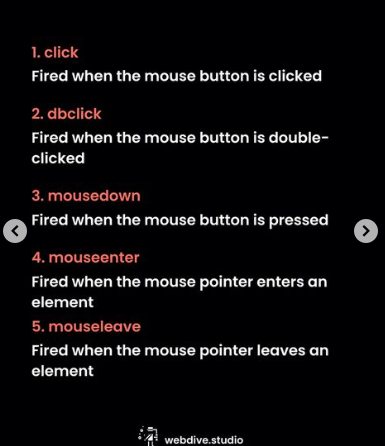 1. click
Fired when the mouse button is clicked
2. dbclick
Fired when the mouse button is double-
clicked
3. mousedown
Fired when the mouse button is pressed
4. mouseenter
Fired when the mouse pointer enters an
element
5. mouseleave
Fired when the mouse pointer leaves an
element
webdive.studio